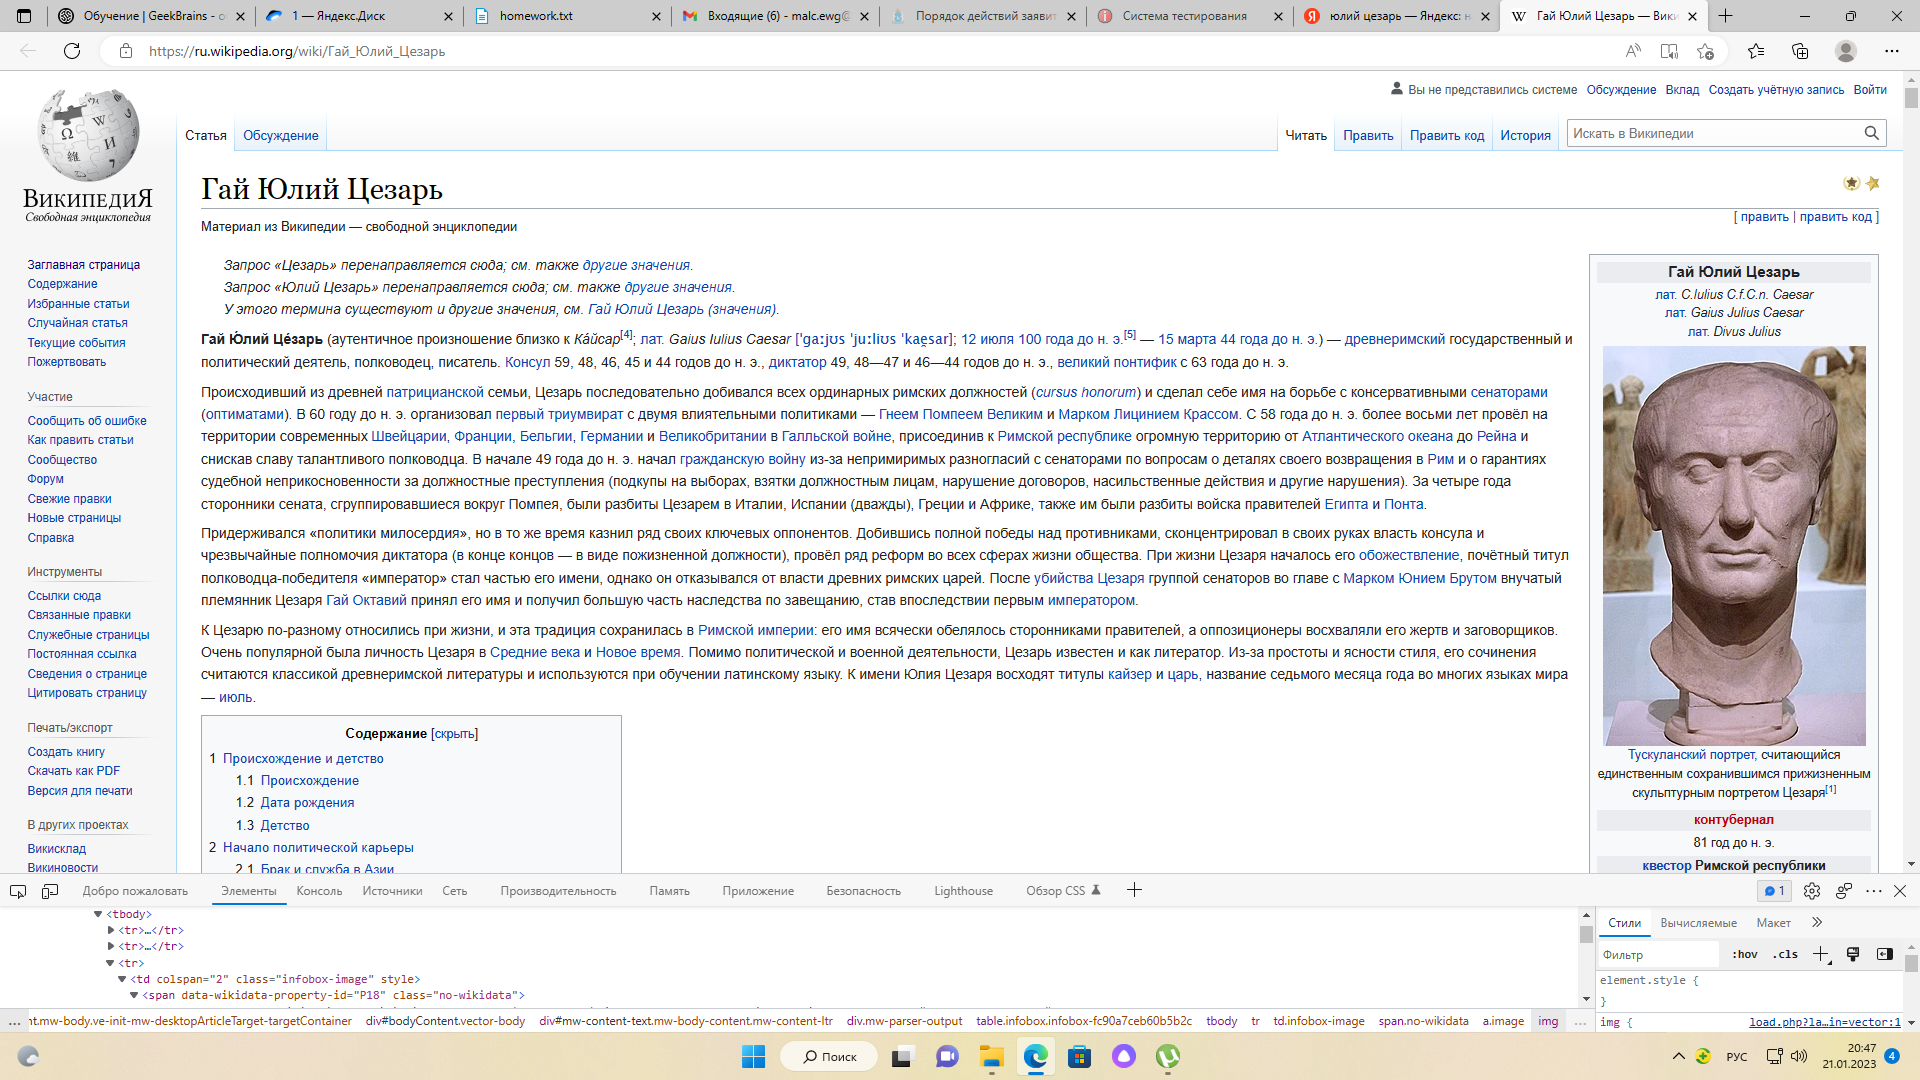 Обучение | GeekBrains - о
1 — Яндекс.Диск
homework.txt
Входящие (6) - malc.ewg@
Порядок действий заявит
Система тестирования
юлий цезарь — Яндекс: н
Гай Юлий Цезарь — Вики
https://ru.wikipedia.org/wiki/Гай_Юлий_Цезарь
Вы не представились системе Обсуждение Вклад Создать учётную запись Войти
Статья Обсуждение Читать Править Править код История Искать в Википедии
ВикипедиЯ
Свободная энциклопедия
Заглавная страница
Содержание
Избранные статьи
Случайная статья
Текущие события
Пожертвовать
Участие
Сообщить об ошибке
Как править статьи
Сообщество
Форум
Свежие правки
Новые страницы
Справка
Инструменты
Ссылки сюда
Связанные правки
Служебные страницы
Постоянная ссылка
Сведения о странице
Цитировать страницу
Печать/экспорт
Создать книгу
Скачать как PDF
Версия для печати
В других проектах
Викисклад
Викиновости
Гай Юлий Цезарь
[ править | править код ]
Материал из Википедии — свободной энциклопедии
Запрос «Цезарь» перенаправляется сюда; см. также другие значения.
Запрос «Юлий Цезарь» перенаправляется сюда; см. также другие значения.
У этого термина существуют и другие значения, см. Гай Юлий Цезарь (значения).
Гай Ю́лий Це́зарь (аутентичное произношение близко к Ка́йсар[4]; лат. Gaius Iulius Caesar [ˈɡaːjʊs ˈjuːliʊs ˈkae̯sar]; 12 июля 100 года до н. э.[5] — 15 марта 44 года до н. э.) — древнеримский государственный и
политический деятель, полководец, писатель. Консул 59, 48, 46, 45 и 44 годов до н. э., диктатор 49, 48—47 и 46—44 годов до н. э., великий понтифик с 63 года до н. э.
Происходивший из древней патрицианской семьи, Цезарь последовательно добивался всех ординарных римских должностей (cursus honorum) и сделал себе имя на борьбе с консервативными сенаторами
(оптиматами). В 60 году до н. э. организовал первый триумвират с двумя влиятельными политиками — Гнеем Помпеем Великим и Марком Лицинием Крассом. С 58 года до н. э. более восьми лет провёл на
территории современных Швейцарии, Франции, Бельгии, Германии и Великобритании в Галльской войне, присоединив к Римской республике огромную территорию от Атлантического океана до Рейна и
снискав славу талантливого полководца. В начале 49 года до н. э. начал гражданскую войну из-за непримиримых разногласий с сенаторами по вопросам о деталях своего возвращения в Рим и о гарантиях
судебной неприкосновенности за должностные преступления (подкупы на выборах, взятки должностным лицам, нарушение договоров, насильственные действия и другие нарушения). За четыре года
сторонники сената, сгруппировавшиеся вокруг Помпея, были разбиты Цезарем в Италии, Испании (дважды), Греции и Африке, также им были разбиты войска правителей Египта и Понта.
Придерживался «политики милосердия», но в то же время казнил ряд своих ключевых оппонентов. Добившись полной победы над противниками, сконцентрировал в своих руках власть консула и
чрезвычайные полномочия диктатора (в конце концов — в виде пожизненной должности), провёл ряд реформ во всех сферах жизни общества. При жизни Цезаря началось его обожествление, почётный титул
полководца-победителя «император» стал частью его имени, однако он отказывался от власти древних римских царей. После убийства Цезаря группой сенаторов во главе с Марком Юнием Брутом внучатый
племянник Цезаря Гай Октавий принял его имя и получил большую часть наследства по завещанию, став впоследствии первым императором.
К Цезарю по-разному относились при жизни, и эта традиция сохранилась в Римской империи: его имя всячески обелялось сторонниками правителей, а оппозиционеры восхваляли его жертв и заговорщиков.
Очень популярной была личность Цезаря в Средние века и Новое время. Помимо политической и военной деятельности, Цезарь известен и как литератор. Из-за простоты и ясности стиля, его сочинения
считаются классикой древнеримской литературы и используются при обучении латинскому языку. К имени Юлия Цезаря восходят титулы кайзер и царь, название седьмого месяца года во многих языках мира
— июль.
Содержание [скрыть]
1 Происхождение и детство
1.1 Происхождение
1.2 Дата рождения
1.3 Детство
2 Начало политической карьеры
2.1 Брак и служба в Азии
Гай Юлий Цезарь
лат. C.Iulius C.f.C.n. Caesar
лат. Gaius Julius Caesar
лат. Divus Julius
Тускуланский портрет, считающийся
единственным сохранившимся прижизненным
скульптурным портретом Цезаря[1]
контубернал
81 год до н. э.
квестор Римской республики
Добро пожаловать Элементы Консоль Источники Сеть Производительность Память Приложение Безопасность Lighthouse Обзор CSS 1
<tbody>
<tr>…</tr>
<tr>…</tr>
<tr>
<td colspan="2" class="infobox-image" style>
<span data-wikidata-property-id="P18" class="no-wikidata">
Стили Вычисляемые Макет
Фильтр :hov .cls
element.style {
}
img { load.php?la…in=vector:1
... nt.mw-body.ve-init-mw-desktopArticleTarget-targetContainer div#bodyContent.vector-body div#mw-content-text.mw-body-content.mw-content-ltr div.mw-parser-output table.infobox.infobox-fc90a7ceb60b5b2c tbody tr td.infobox-image span.no-wikidata a.image img ...
Поиск
РУС
20:47
21.01.2023
4